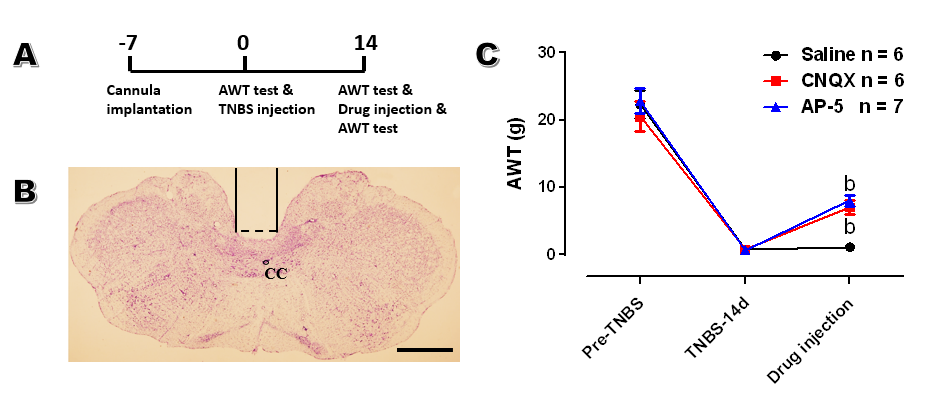 A
-7 0 14
Cannula implantation
AWT test &
TNBS injection
AWT test &
Drug injection &
AWT test
B
CC
C
Saline n = 6
CNQX n = 6
AP-5 n = 7
AWT (g)
30
20
10
0
b
b
Pre-TNBS
TNBS-14d
Drug injection